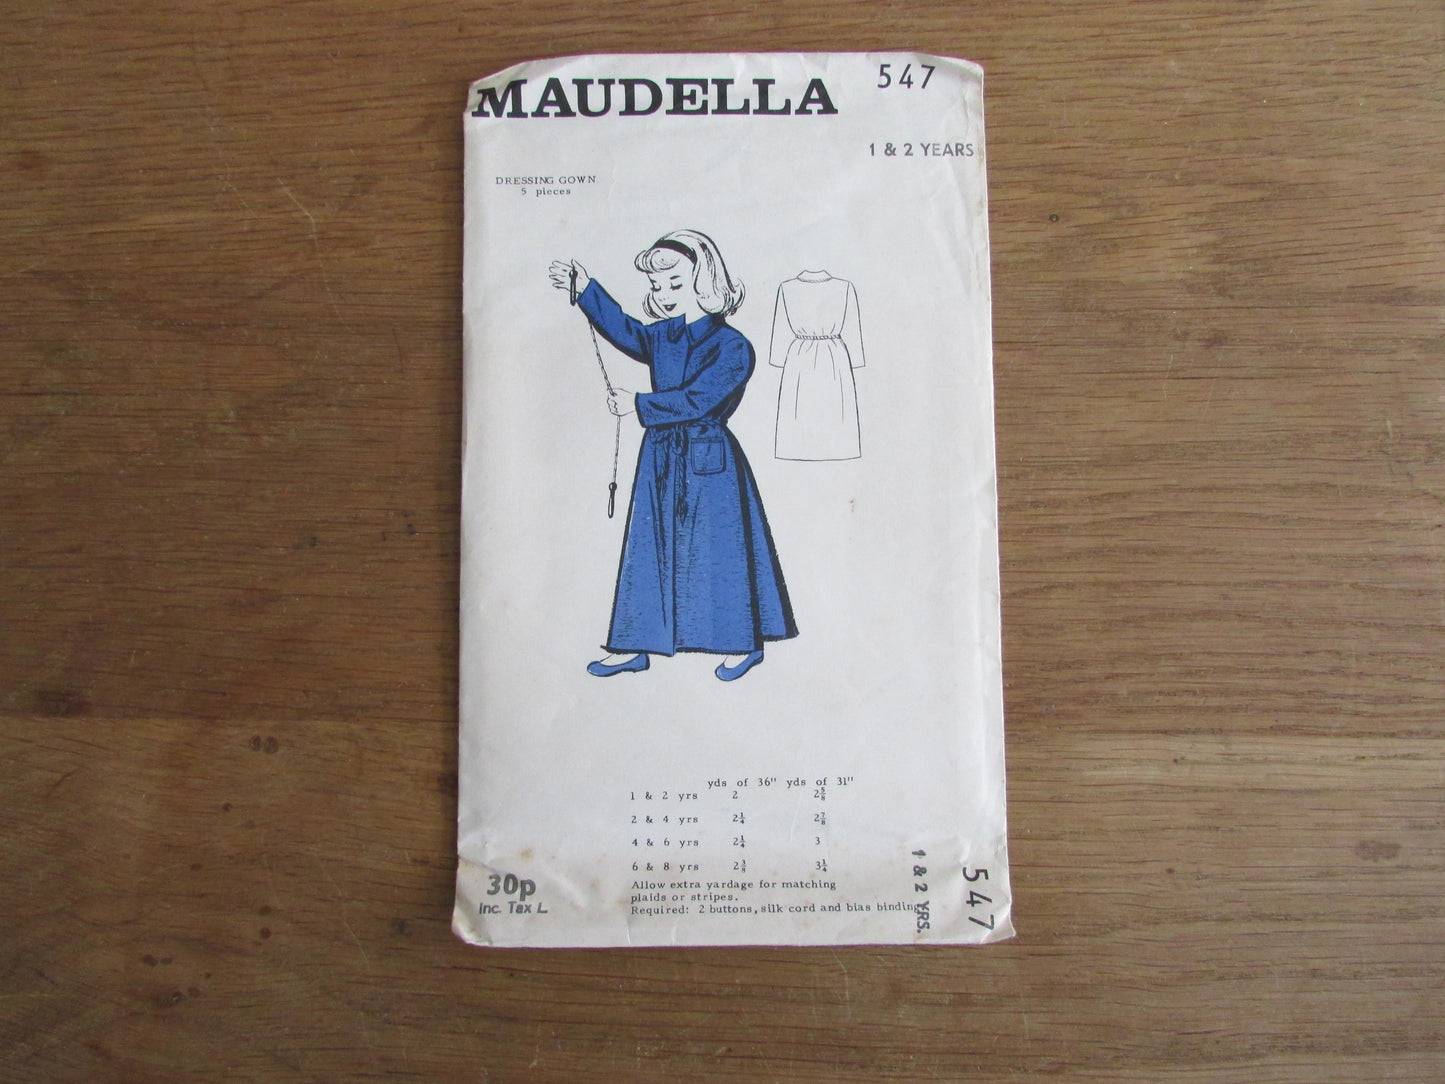 MAUDELLA
547
1 & 2 YEARS
DRESSING GOWN
5 pieces
yds of 36" yds of 31"
1 & 2 yrs 2 2⅝
2 & 4 yrs 2¼ 2⅞
4 & 6 yrs 2¼ 3
6 & 8 yrs 2⅜ 3¼
Allow extra yardage for matching
plaids or stripes.
Required: 2 buttons, silk cord and bias binding
30p
Inc. Tax L
1 & 2 YRS.
547